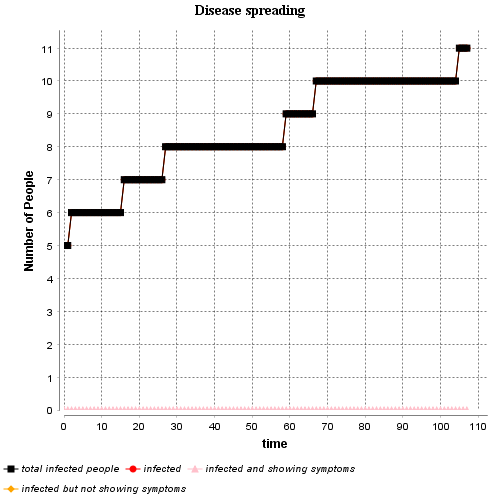 Disease spreading
11
10
9
8
7
6
5
4
3
2
1
0
Number of People
0 10 20 30 40 50 60 70 80 90 100 110
time
total infected people infected infected and showing symptoms
infected but not showing symptoms